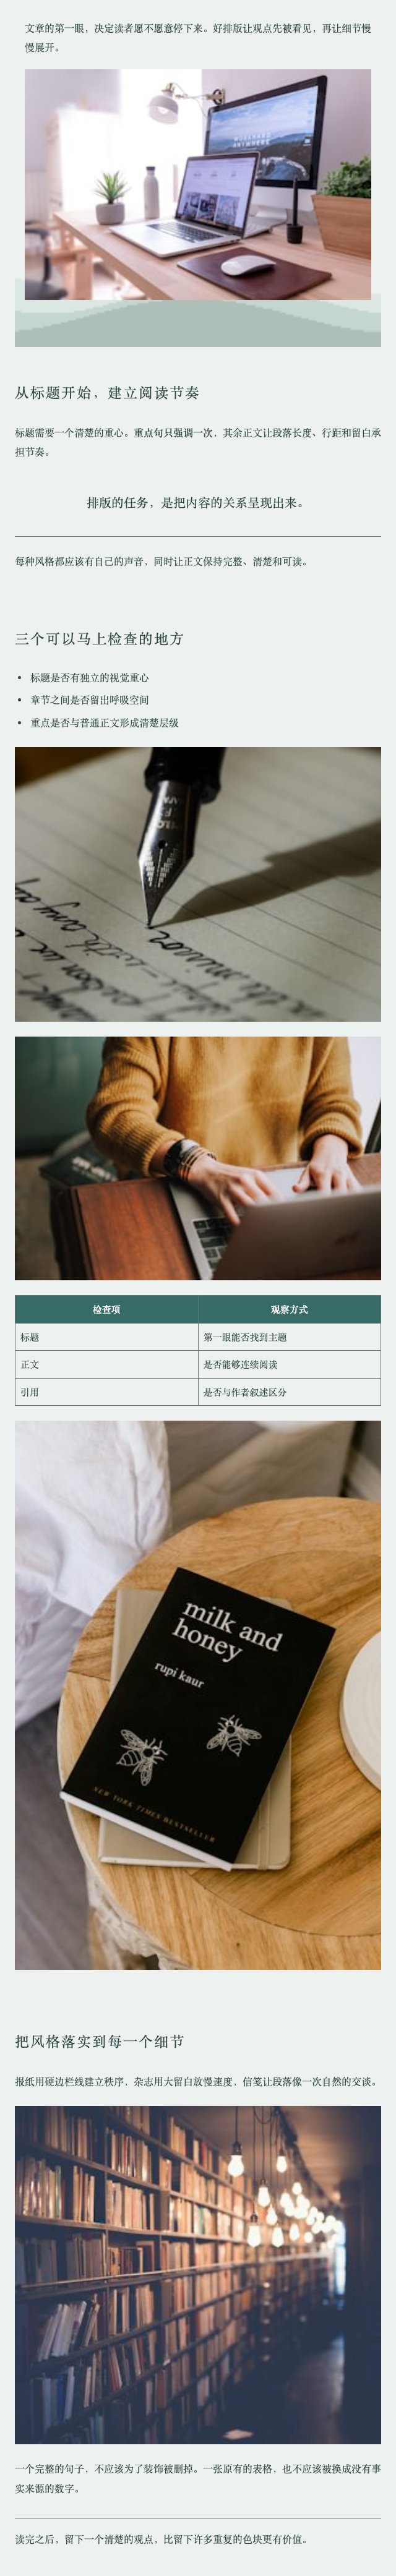 文章的第一眼，决定读者愿不愿意停下来。好排版让观点先被看见，再让细节慢
慢展开。
从标题开始，建立阅读节奏
标题需要一个清楚的重心。重点句只强调一次，其余正文让段落长度、行距和留白承
担节奏。
排版的任务，是把内容的关系呈现出来。
每种风格都应该有自己的声音，同时让正文保持完整、清楚和可读。
三个可以马上检查的地方
• 标题是否有独立的视觉重心
• 章节之间是否留出呼吸空间
• 重点是否与普通正文形成清楚层级
检查项 观察方式
标题 第一眼能否找到主题
正文 是否能够连续阅读
引用 是否与作者叙述区分
milk and
honey
rupi kaur
NEW YORK TIMES BESTSELLER
把风格落实到每一个细节
报纸用硬边栏线建立秩序，杂志用大留白放慢速度，信笺让段落像一次自然的交谈。
一个完整的句子，不应该为了装饰被删掉。一张原有的表格，也不应该被换成没有事
实来源的数字。
读完之后，留下一个清楚的观点，比留下许多重复的色块更有价值。